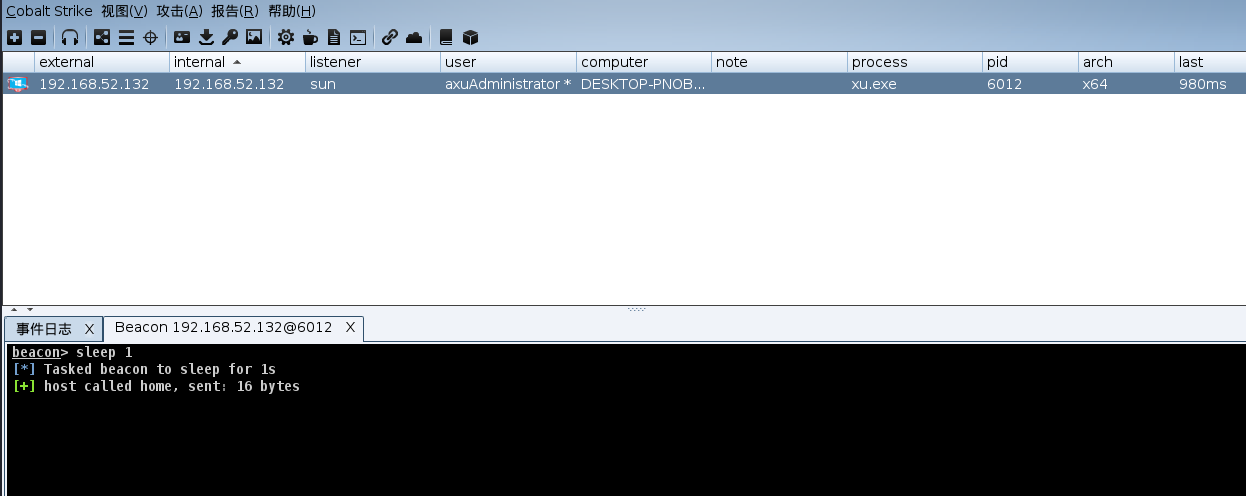 Cobalt Strike 视图(V) 攻击(A) 报告(R) 帮助(H)
external internal listener user computer note process pid arch last
192.168.52.132 192.168.52.132 sun axuAdministrator * DESKTOP-PNOB... xu.exe 6012 x64 980ms
事件日志 X Beacon 192.168.52.132@6012 X
beacon> sleep 1
[*] Tasked beacon to sleep for 1s
[+] host called home, sent: 16 bytes